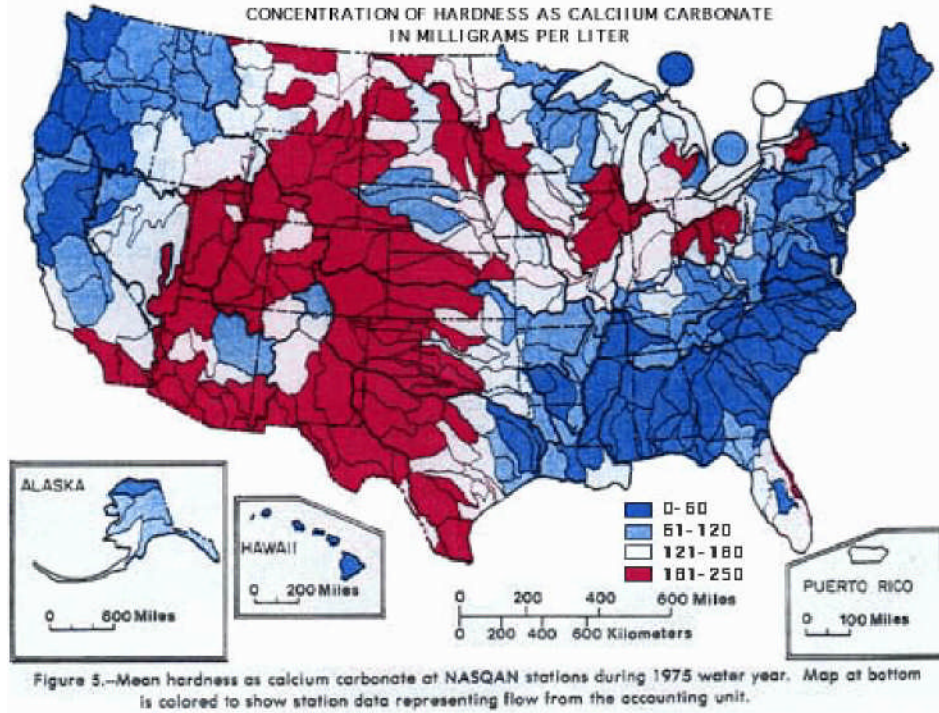 CONCENTRATION OF HARDNESS AS CALCIIUM CARBONATE
IN MILLIGRAMS PER LITER
ALASKA
0 600 Miles
HAWAII
0 200 Miles
0-60
61-120
121-180
181-250
0 200 400 600 Miles
0 200 400 600 Kilometers
PUERTO RICO
0 100 Miles
Figure 5.--Mean hardness as calcium carbonate at NASQAN stations during 1975 water year. Map at bottom
is colored to show station data representing flow from the accounting unit.